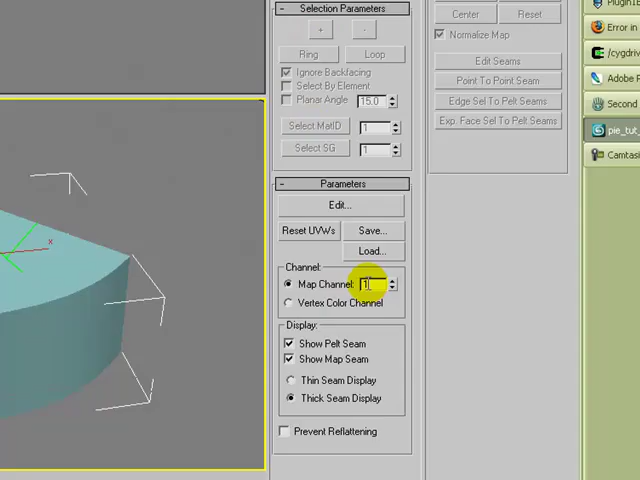 Selection Parameters
+ -
Ring Loop
Ignore Backfacing
Select By Element
Planar Angle 15.0
Select MatID 1
Select SG 1
Parameters
Edit...
Reset UVWs Save...
Load...
Channel:
Map Channel: 1
Vertex Color Channel
Display:
Show Pelt Seam
Show Map Seam
Thin Seam Display
Thick Seam Display
Prevent Reflattening
Center Reset
Normalize Map
Edit Seams
Point To Point Seam
Edge Sel To Pelt Seams
Exp. Face Sel To Pelt Seams
Error in
/cygdriv
Adobe P
Second
pie_tut_
Camtasi
x